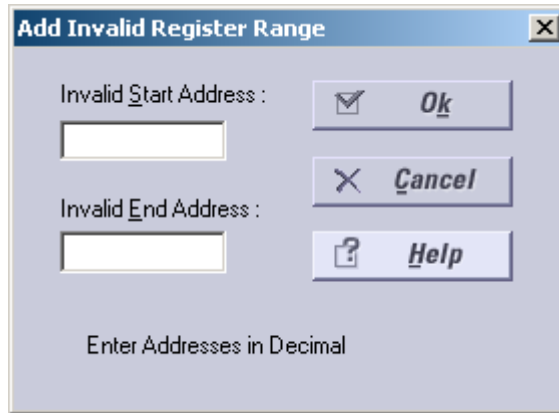 Add Invalid Register Range
Invalid Start Address :
Ok
Cancel
Invalid End Address :
Help
Enter Addresses in Decimal